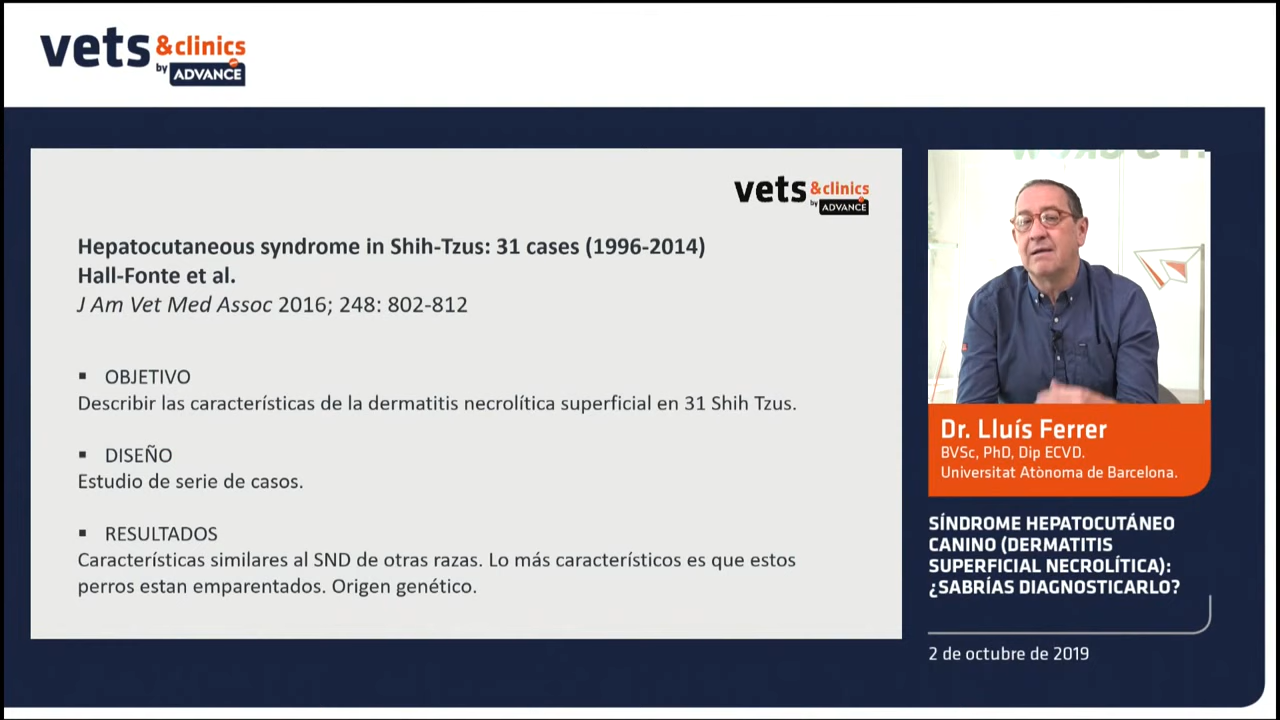 vets &clinics
by ADVANCE
vets &clinics
by ADVANCE
Hepatocutaneous syndrome in Shih-Tzus: 31 cases (1996-2014)
Hall-Fonte et al.
J Am Vet Med Assoc 2016; 248: 802-812
▪ OBJETIVO
Describir las características de la dermatitis necrolítica superficial en 31 Shih Tzus.
▪ DISEÑO
Estudio de serie de casos.
▪ RESULTADOS
Características similares al SND de otras razas. Lo más característicos es que estos
perros estan emparentados. Origen genético.
Dr. Lluís Ferrer
BVSc, PhD, Dip ECVD.
Universitat Atònoma de Barcelona.
SÍNDROME HEPATOCUTÁNEO
CANINO (DERMATITIS
SUPERFICIAL NECROLÍTICA):
¿SABRÍAS DIAGNOSTICARLO?
2 de octubre de 2019